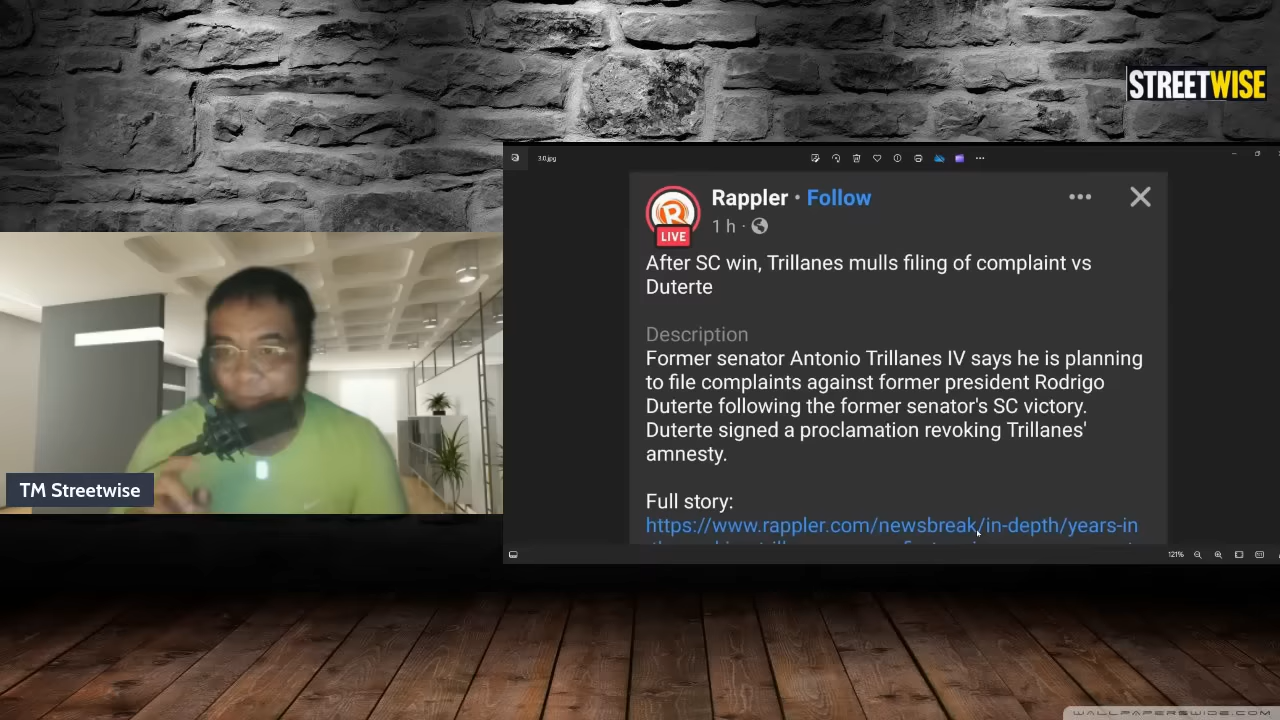 STREETWISE
3.0.jpg
Rappler · Follow
LIVE
1 h ·
After SC win, Trillanes mulls filing of complaint vs
Duterte
Description
Former senator Antonio Trillanes IV says he is planning
to file complaints against former president Rodrigo
Duterte following the former senator's SC victory.
Duterte signed a proclamation revoking Trillanes'
amnesty.
Full story:
https://www.rappler.com/newsbreak/in-depth/years-in
TM Streetwise
121%
WALLPAPERSWIDE.COM